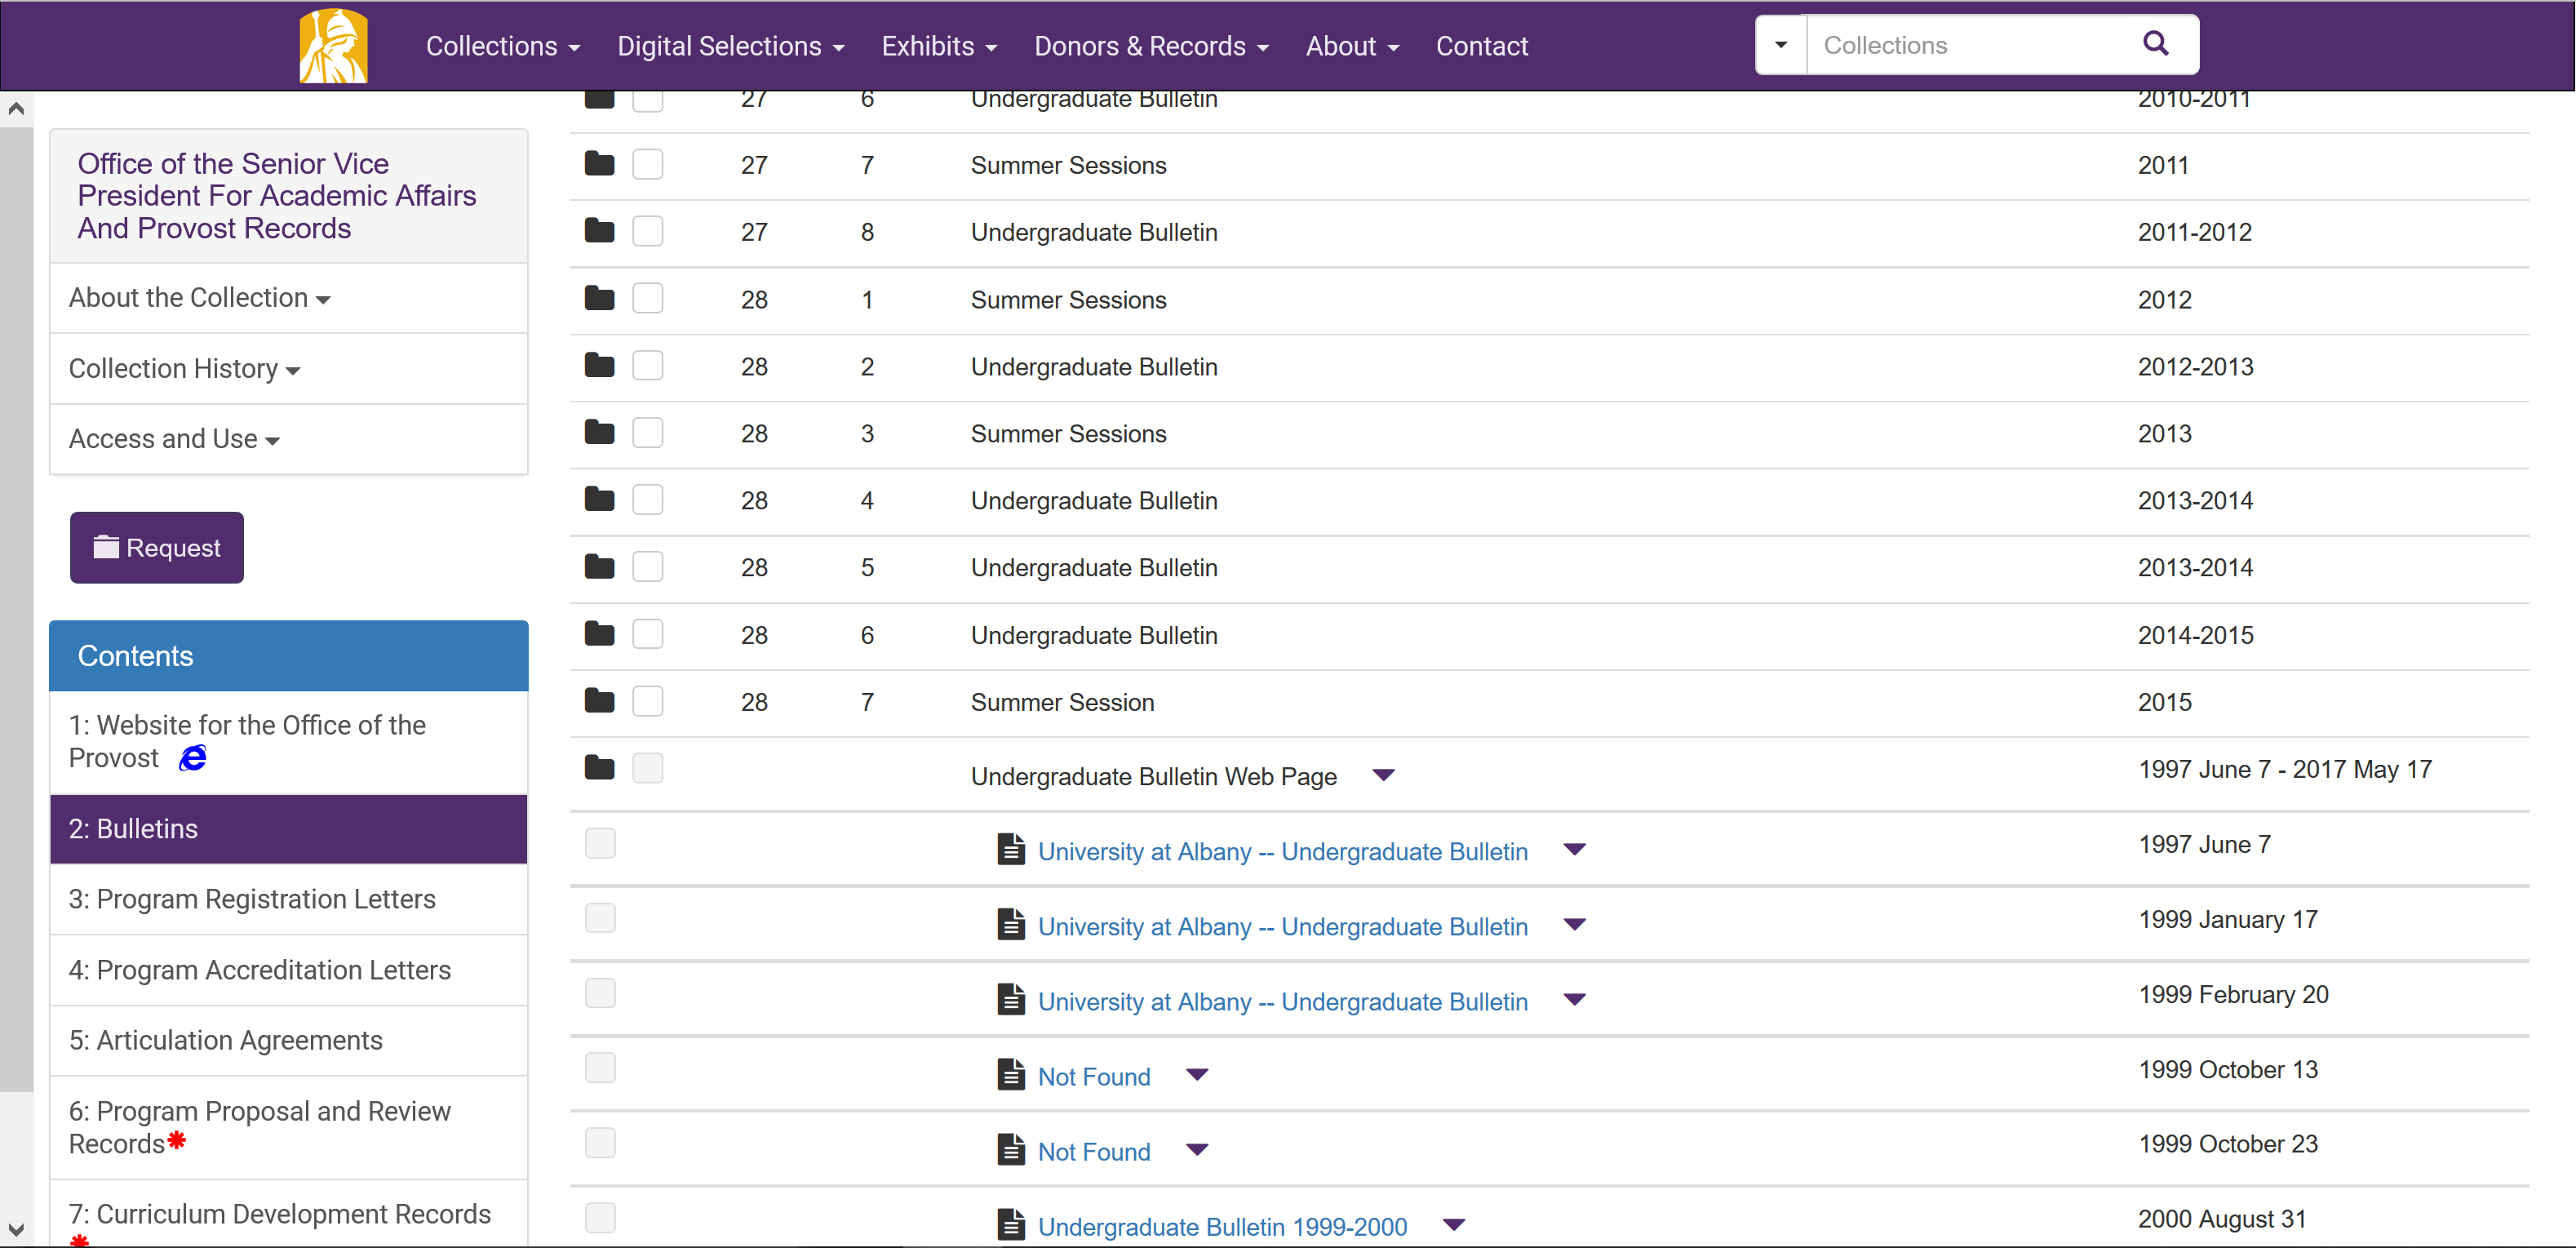 Collections Digital Selections Exhibits Donors & Records About Contact Collections
Office of the Senior Vice
President For Academic Affairs
And Provost Records
About the Collection
Collection History
Access and Use
Request
Contents
1: Website for the Office of the
Provost
2: Bulletins
3: Program Registration Letters
4: Program Accreditation Letters
5: Articulation Agreements
6: Program Proposal and Review
Records*
7: Curriculum Development Records
*
27 6 Undergraduate Bulletin 2010-2011
27 7 Summer Sessions 2011
27 8 Undergraduate Bulletin 2011-2012
28 1 Summer Sessions 2012
28 2 Undergraduate Bulletin 2012-2013
28 3 Summer Sessions 2013
28 4 Undergraduate Bulletin 2013-2014
28 5 Undergraduate Bulletin 2013-2014
28 6 Undergraduate Bulletin 2014-2015
28 7 Summer Session 2015
Undergraduate Bulletin Web Page 1997 June 7 - 2017 May 17
University at Albany -- Undergraduate Bulletin 1997 June 7
University at Albany -- Undergraduate Bulletin 1999 January 17
University at Albany -- Undergraduate Bulletin 1999 February 20
Not Found 1999 October 13
Not Found 1999 October 23
Undergraduate Bulletin 1999-2000 2000 August 31